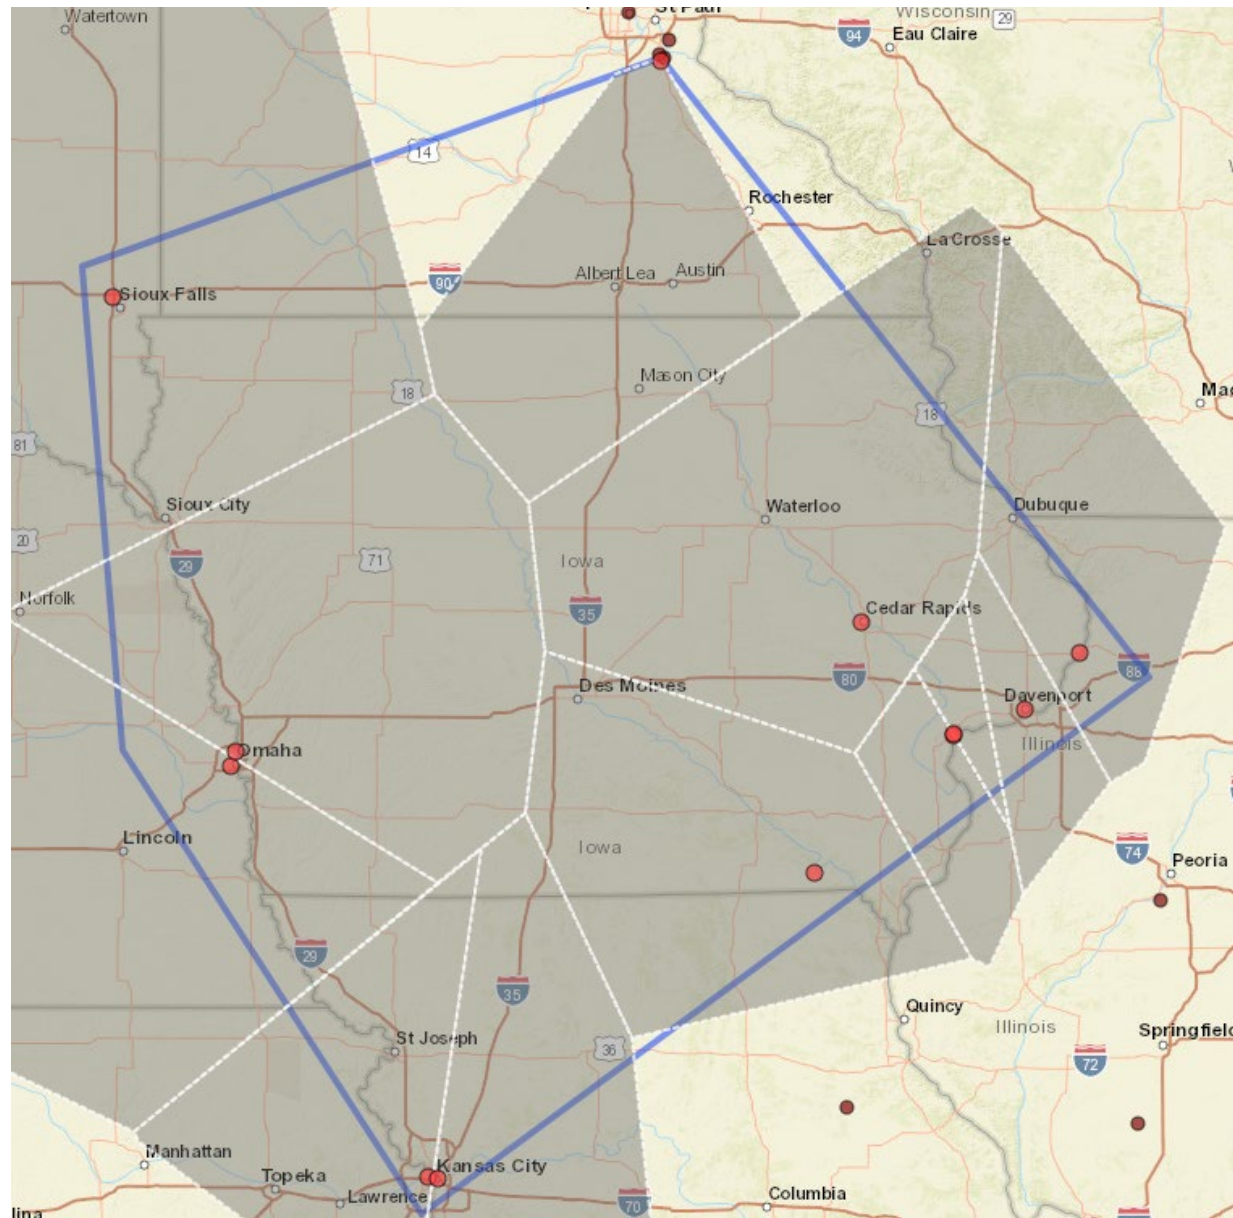 St Paul
Watertown
Wisconsin
29
94
Eau Claire
14
Rochester
La Crosse
90
Sioux Falls
Albert Lea
Austin
Mason City
18
18
81
Sioux City
Waterloo
Dubuque
20
29
71
Iowa
Norfolk
35
Cedar Rapids
80
88
Des Moines
Davenport
Omaha
Illinois
Lincoln
Iowa
74
Peoria
29
35
Quincy
Illinois
Springfield
St Joseph
36
72
Manhattan
Kansas City
Topeka
Lawrence
70
Columbia